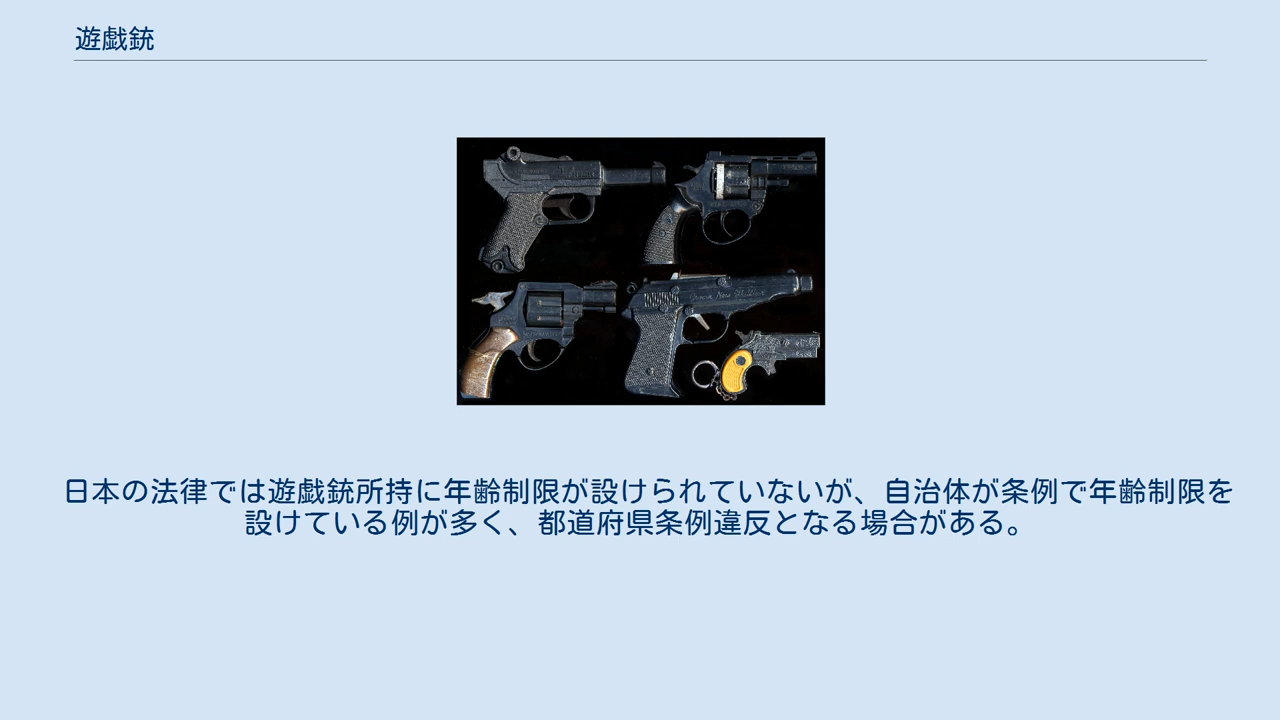 遊戯銃
日本の法律では遊戯銃所持に年齢制限が設けられていないが、自治体が条例で年齢制限を
設けている例が多く、都道府県条例違反となる場合がある。